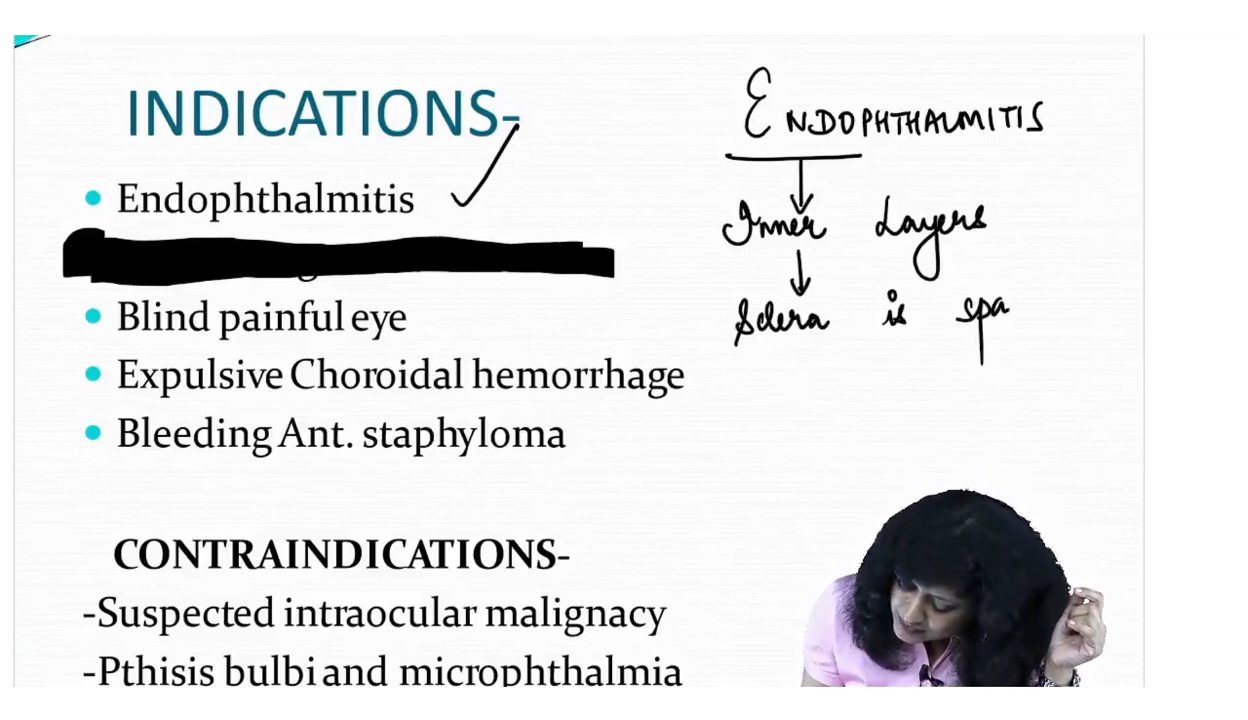 INDICATIONS-
Endophthalmitis
Blind painful eye
Expulsive Choroidal hemorrhage
Bleeding Ant. staphyloma
CONTRAINDICATIONS-
-Suspected intraocular malignacy
-Pthisis bulbi and microphthalmia
ENDOPHTHALMITIS
Inner Layers
Sclera is spa